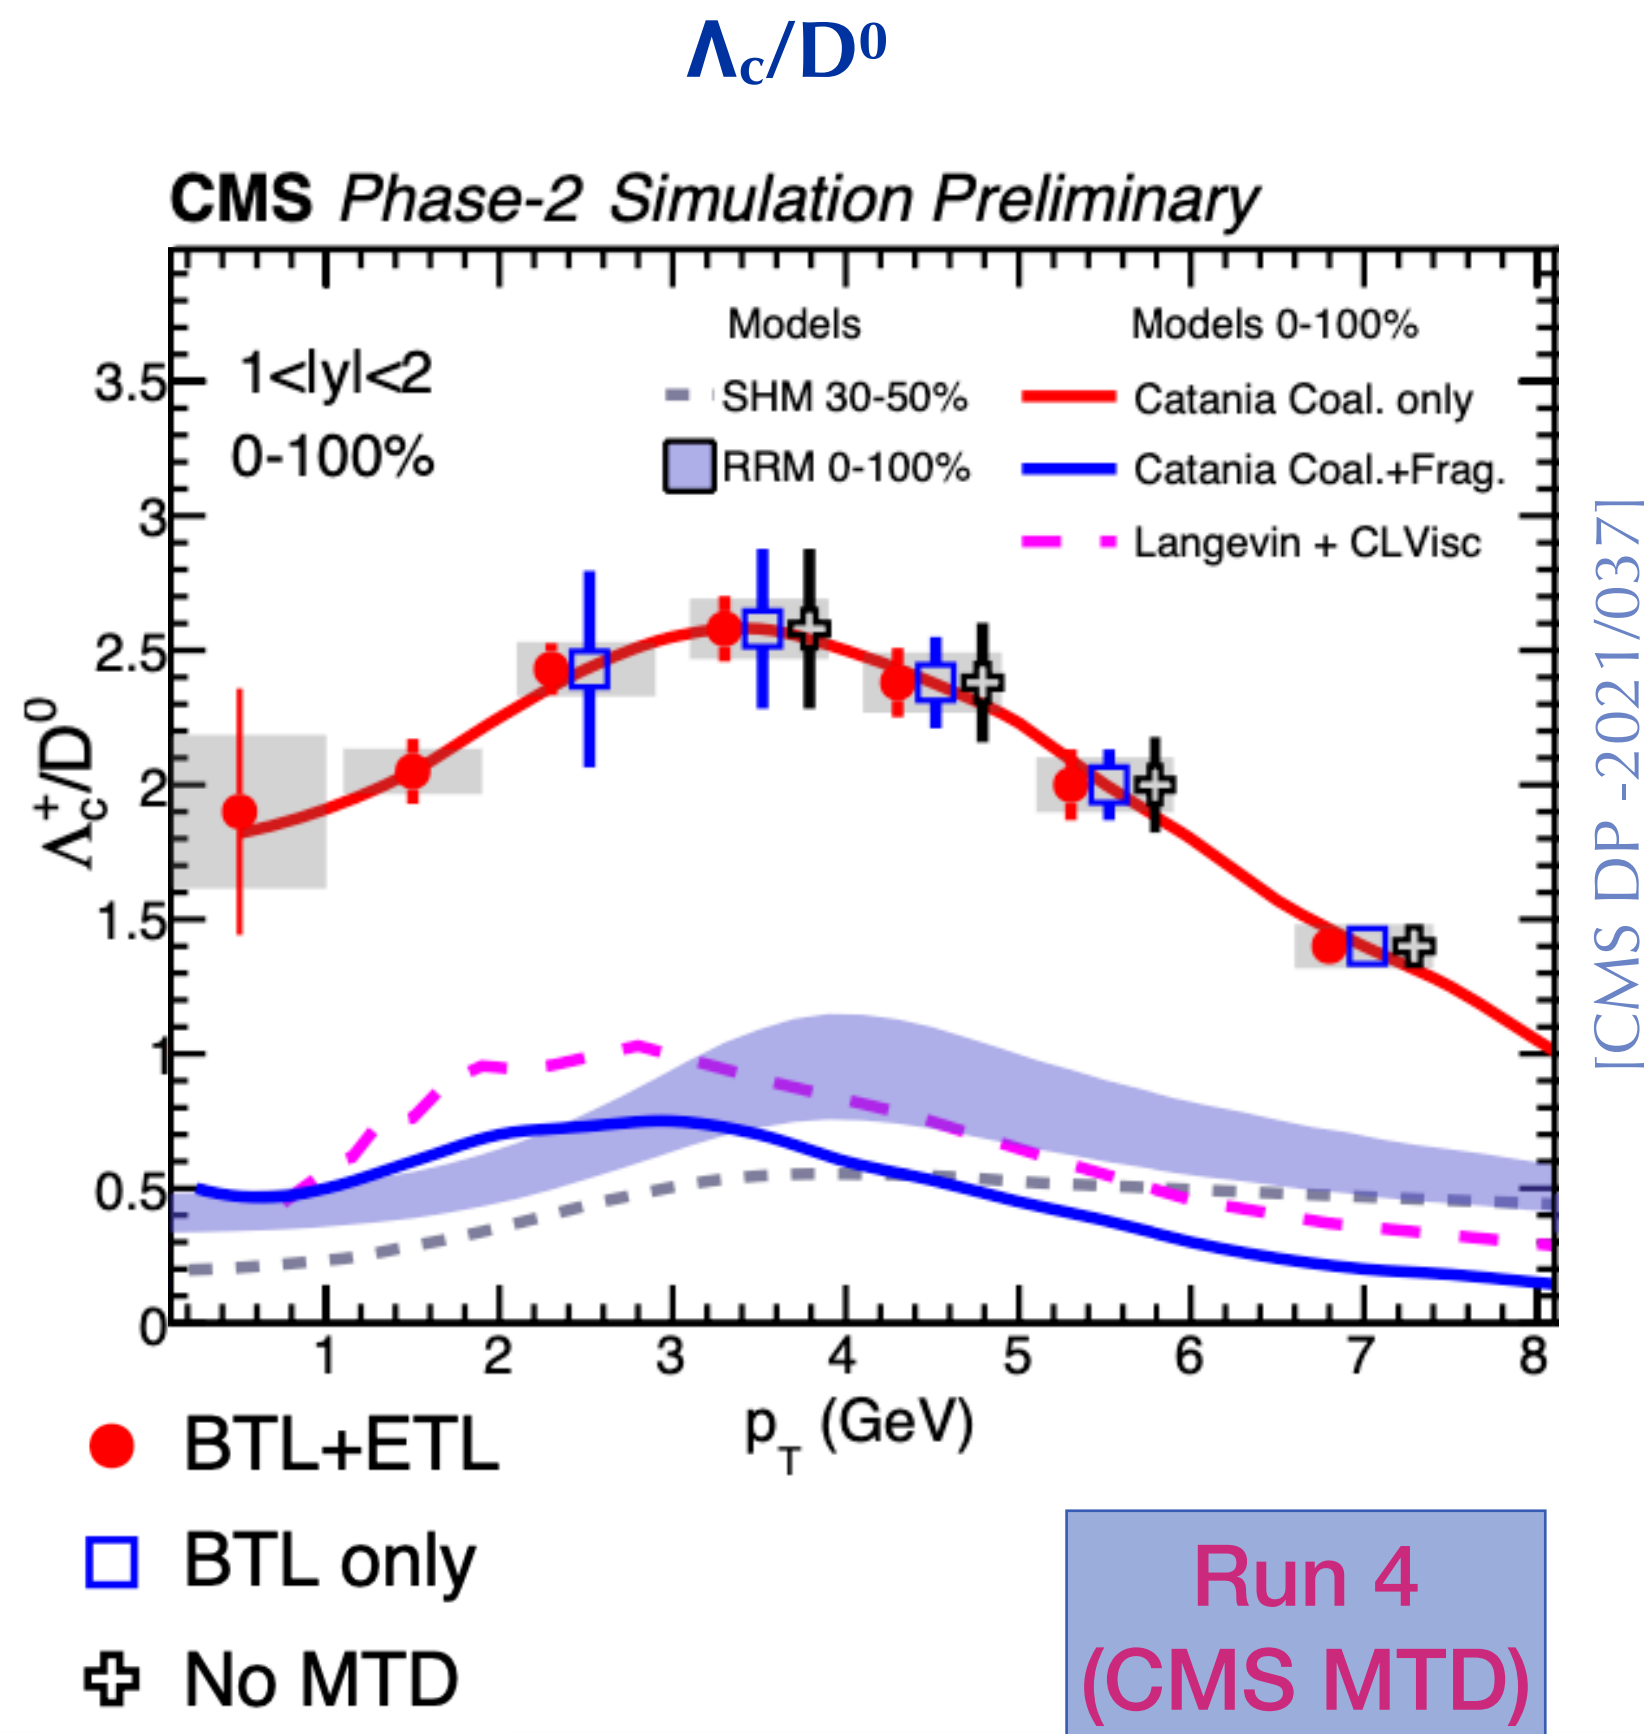 Λc/D⁰
CMS Phase-2 Simulation Preliminary
1<|y|<2
0-100%
Models
SHM 30-50%
RRM 0-100%
Models 0-100%
Catania Coal. only
Catania Coal.+Frag.
Langevin + CLVisc
Λc⁺/D⁰
3.5
3
2.5
2
1.5
1
0.5
0
1 2 3 4 5 6 7 8
pT (GeV)
[CMS DP -2021/037]
BTL+ETL
BTL only
No MTD
Run 4
(CMS MTD)